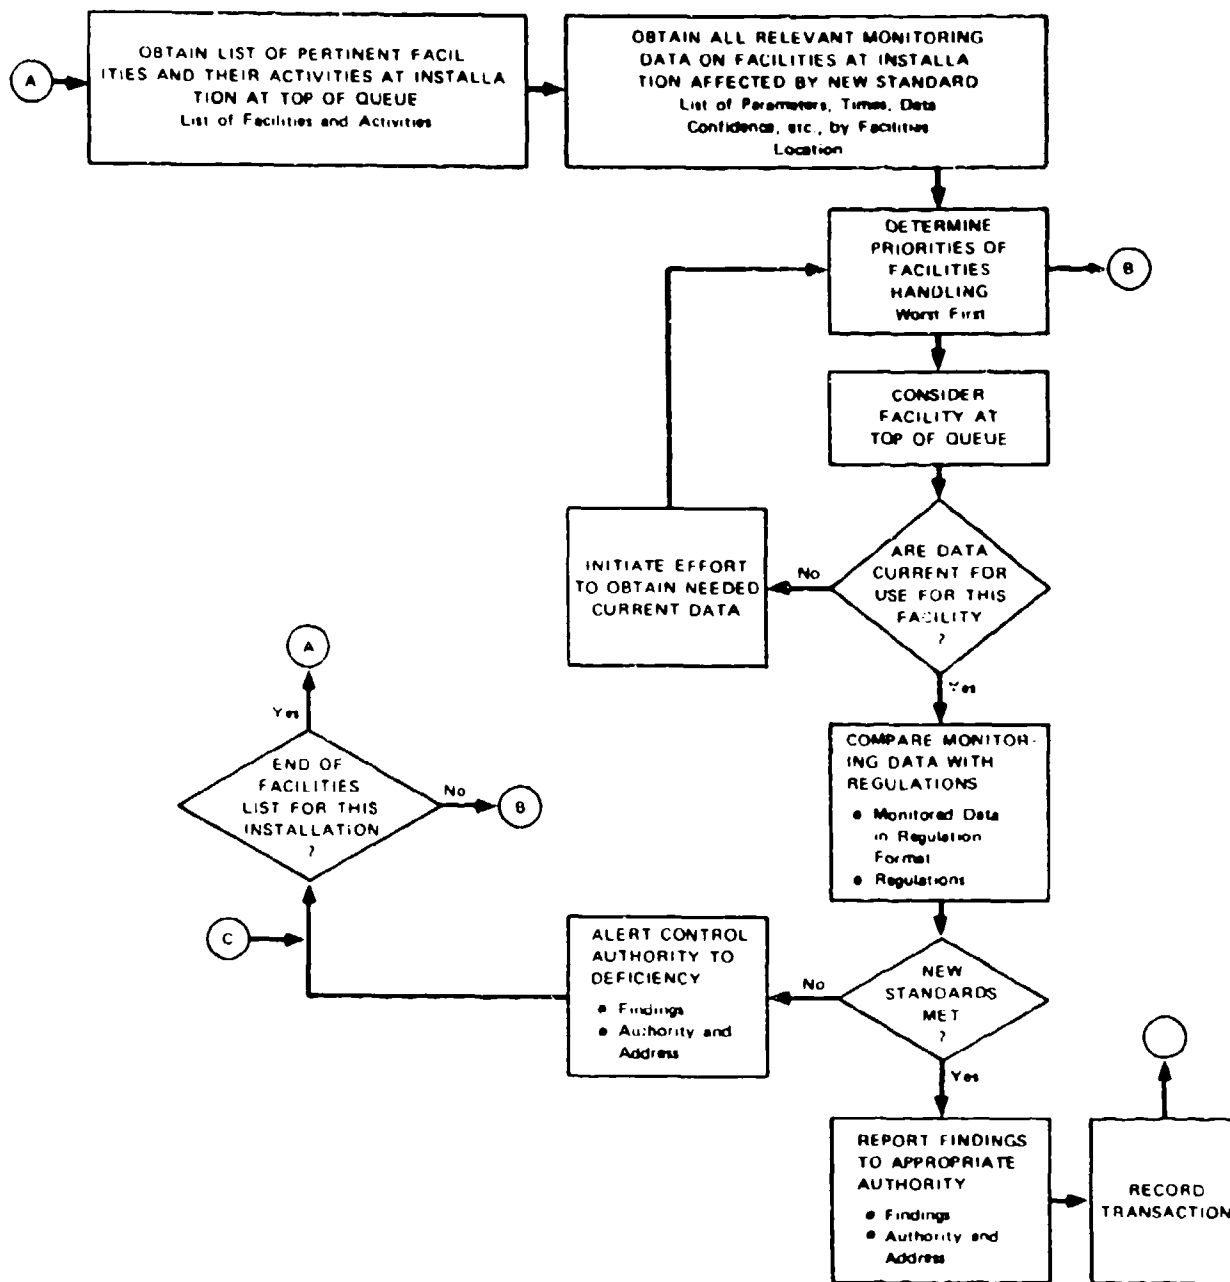 A
OBTAIN LIST OF PERTINENT FACIL
ITIES AND THEIR ACTIVITIES AT INSTALLA
TION AT TOP OF QUEUE
List of Facilities and Activities
OBTAIN ALL RELEVANT MONITORING
DATA ON FACILITIES AT INSTALLA
TION AFFECTED BY NEW STANDARD
List of Parameters, Times, Data
Confidence, etc., by Facilities
Location
DETERMINE
PRIORITIES OF
FACILITIES
HANDLING
Worst First
B
CONSIDER
FACILITY AT
TOP OF QUEUE
ARE DATA
CURRENT FOR
USE FOR THIS
FACILITY
?
No
INITIATE EFFORT
TO OBTAIN NEEDED
CURRENT DATA
Yes
COMPARE MONITOR-
ING DATA WITH
REGULATIONS
● Monitored Data
in Regulation
Format
● Regulations
A
Yes
END OF
FACILITIES
LIST FOR THIS
INSTALLATION
?
No
B
C
ALERT CONTROL
AUTHORITY TO
DEFICIENCY
● Findings
● Authority and
Address
No
NEW
STANDARDS
MET
?
Yes
REPORT FINDINGS
TO APPROPRIATE
AUTHORITY
● Findings
● Authority and
Address
RECORD
TRANSACTION